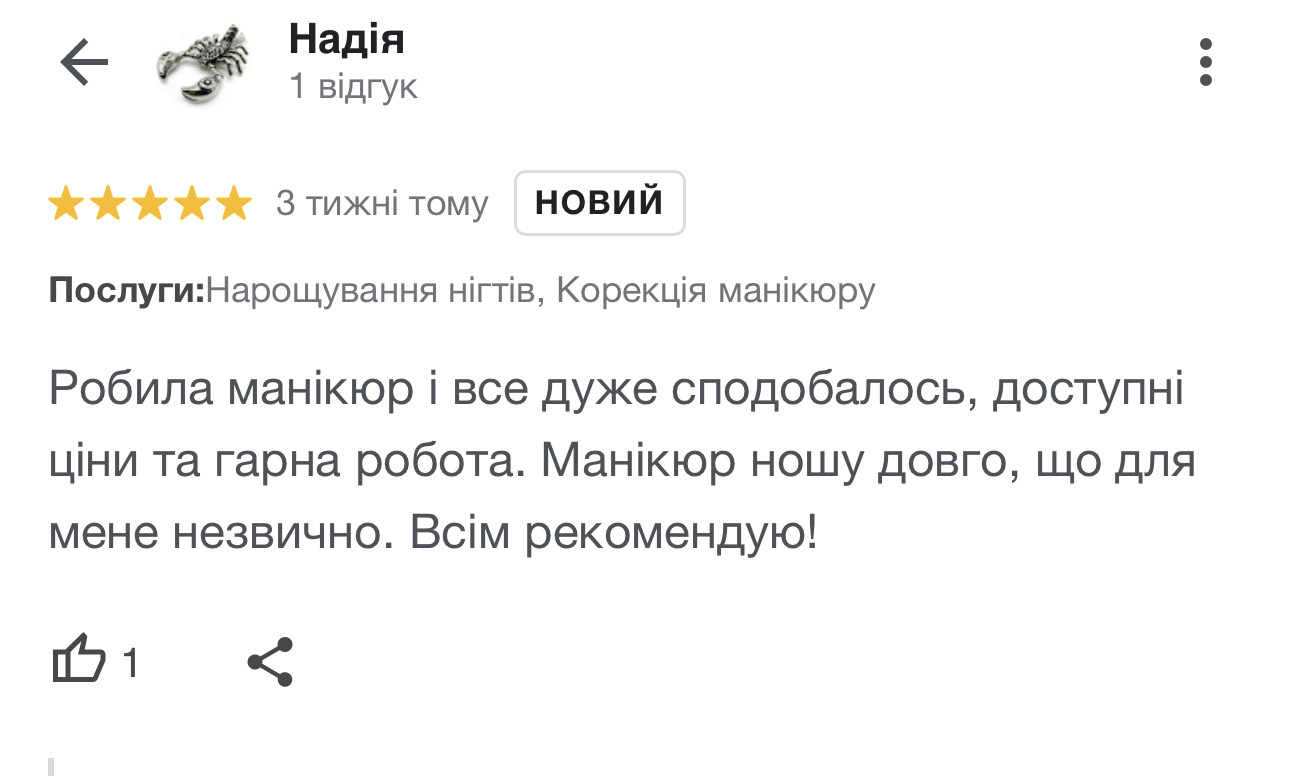 Надія
1 відгук
3 тижні тому НОВИЙ
Послуги:Нарощування нігтів, Корекція манікюру
Робила манікюр і все дуже сподобалось, доступні
ціни та гарна робота. Манікюр ношу довго, що для
мене незвично. Всім рекомендую!
1